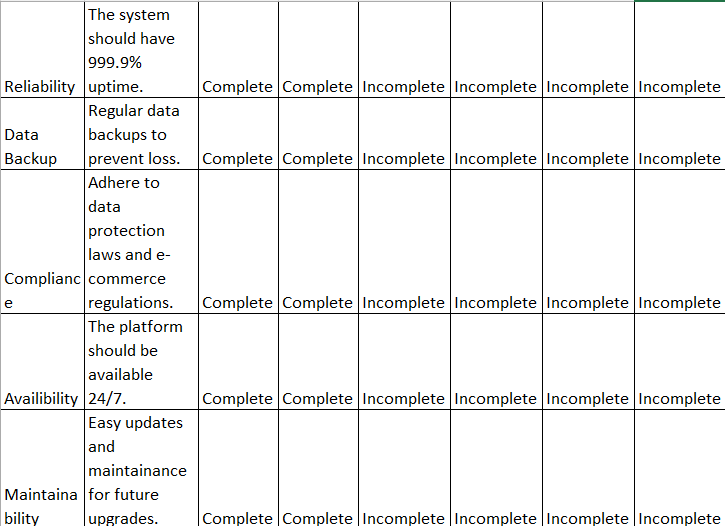 The system
should have
999.9%
Reliability uptime. Complete Complete Incomplete Incomplete Incomplete Incomplete
Regular data
Data backups to
Backup prevent loss. Complete Complete Incomplete Incomplete Incomplete Incomplete
Adhere to
data
protection
laws and e-
Complianc commerce
e regulations. Complete Complete Incomplete Incomplete Incomplete Incomplete
The platform
should be
available
Availibility 24/7. Complete Complete Incomplete Incomplete Incomplete Incomplete
Easy updates
and
maintainance
Maintaina for future
bility upgrades. Complete Complete Incomplete Incomplete Incomplete Incomplete